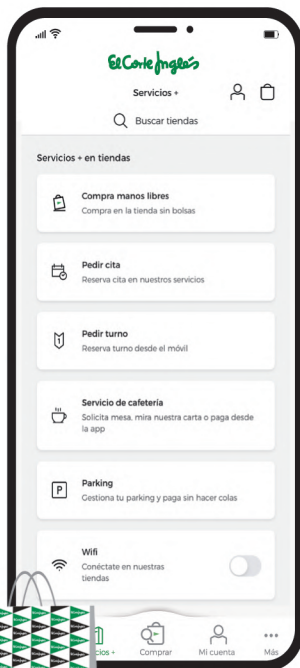 El Corte Inglés
Servicios +
Buscar tiendas
Servicios + en tiendas
Compra manos libres
Compra en la tienda sin bolsas
Pedir cita
Reserva cita en nuestros servicios
Pedir turno
1
Reserva turno desde el móvil
Servicio de cafetería
Solicita mesa, mira nuestra carta o paga desde
la app
P
Parking
Gestiona tu parking y paga sin hacer colas
Wifi
Conéctate en nuestras
tiendas
cios +
Comprar
Mi cuenta
Más